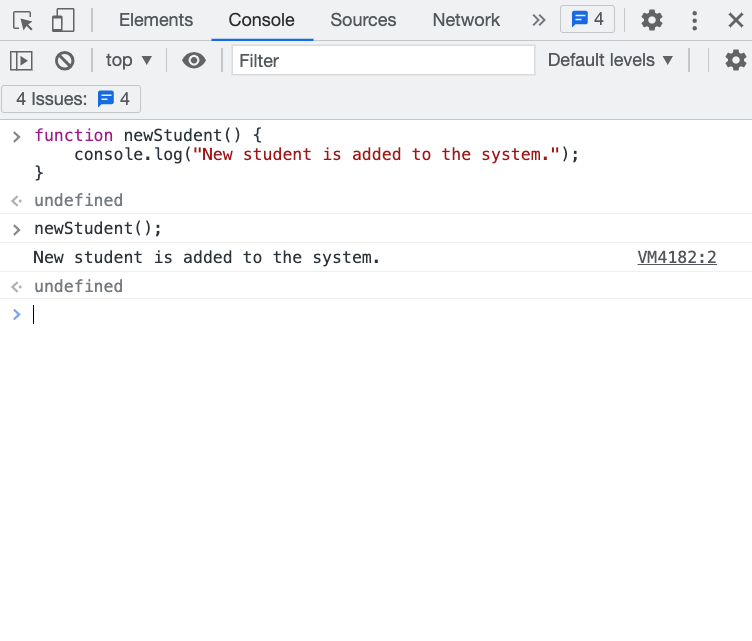 Elements Console Sources Network » 4
top ▼ Filter Default levels ▼
4 Issues: 4
> function newStudent() {
    console.log("New student is added to the system.");
}
undefined
> newStudent();
New student is added to the system. VM4182:2
undefined
>